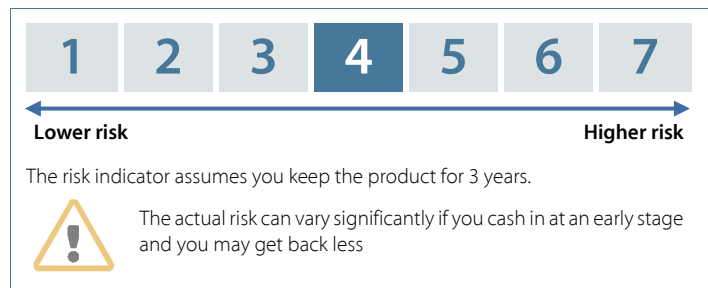 1 2 3 4 5 6 7
Lower risk Higher risk
The risk indicator assumes you keep the product for 3 years.
The actual risk can vary significantly if you cash in at an early stage
and you may get back less